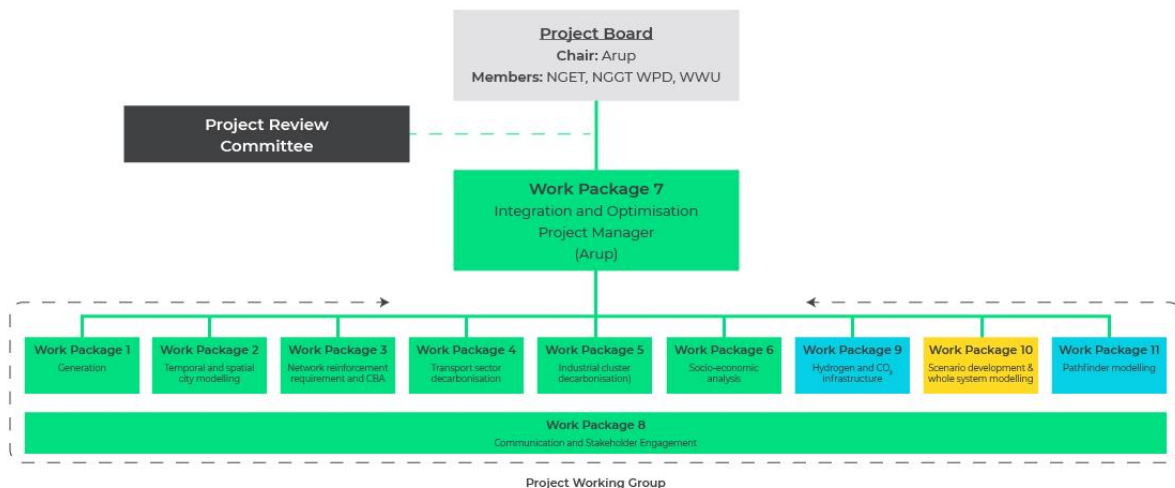 Project Board
Chair: Arup
Members: NGET, NGGT WPD, WWU
Project Review
Committee
Work Package 7
Integration and Optimisation
Project Manager
(Arup)
Work Package 1
Generation
Work Package 2
Temporal and spatial
city modelling
Work Package 3
Network reinforcement
requirement and CBA
Work Package 4
Transport sector
decarbonisation
Work Package 5
Industrial cluster
decarbonisation)
Work Package 6
Socio-economic
analysis
Work Package 9
Hydrogen and CO₂
infrastructure
Work Package 10
Scenario development &
whole system modelling
Work Package 11
Pathfinder modelling
Work Package 8
Communication and Stakeholder Engagement
Project Working Group